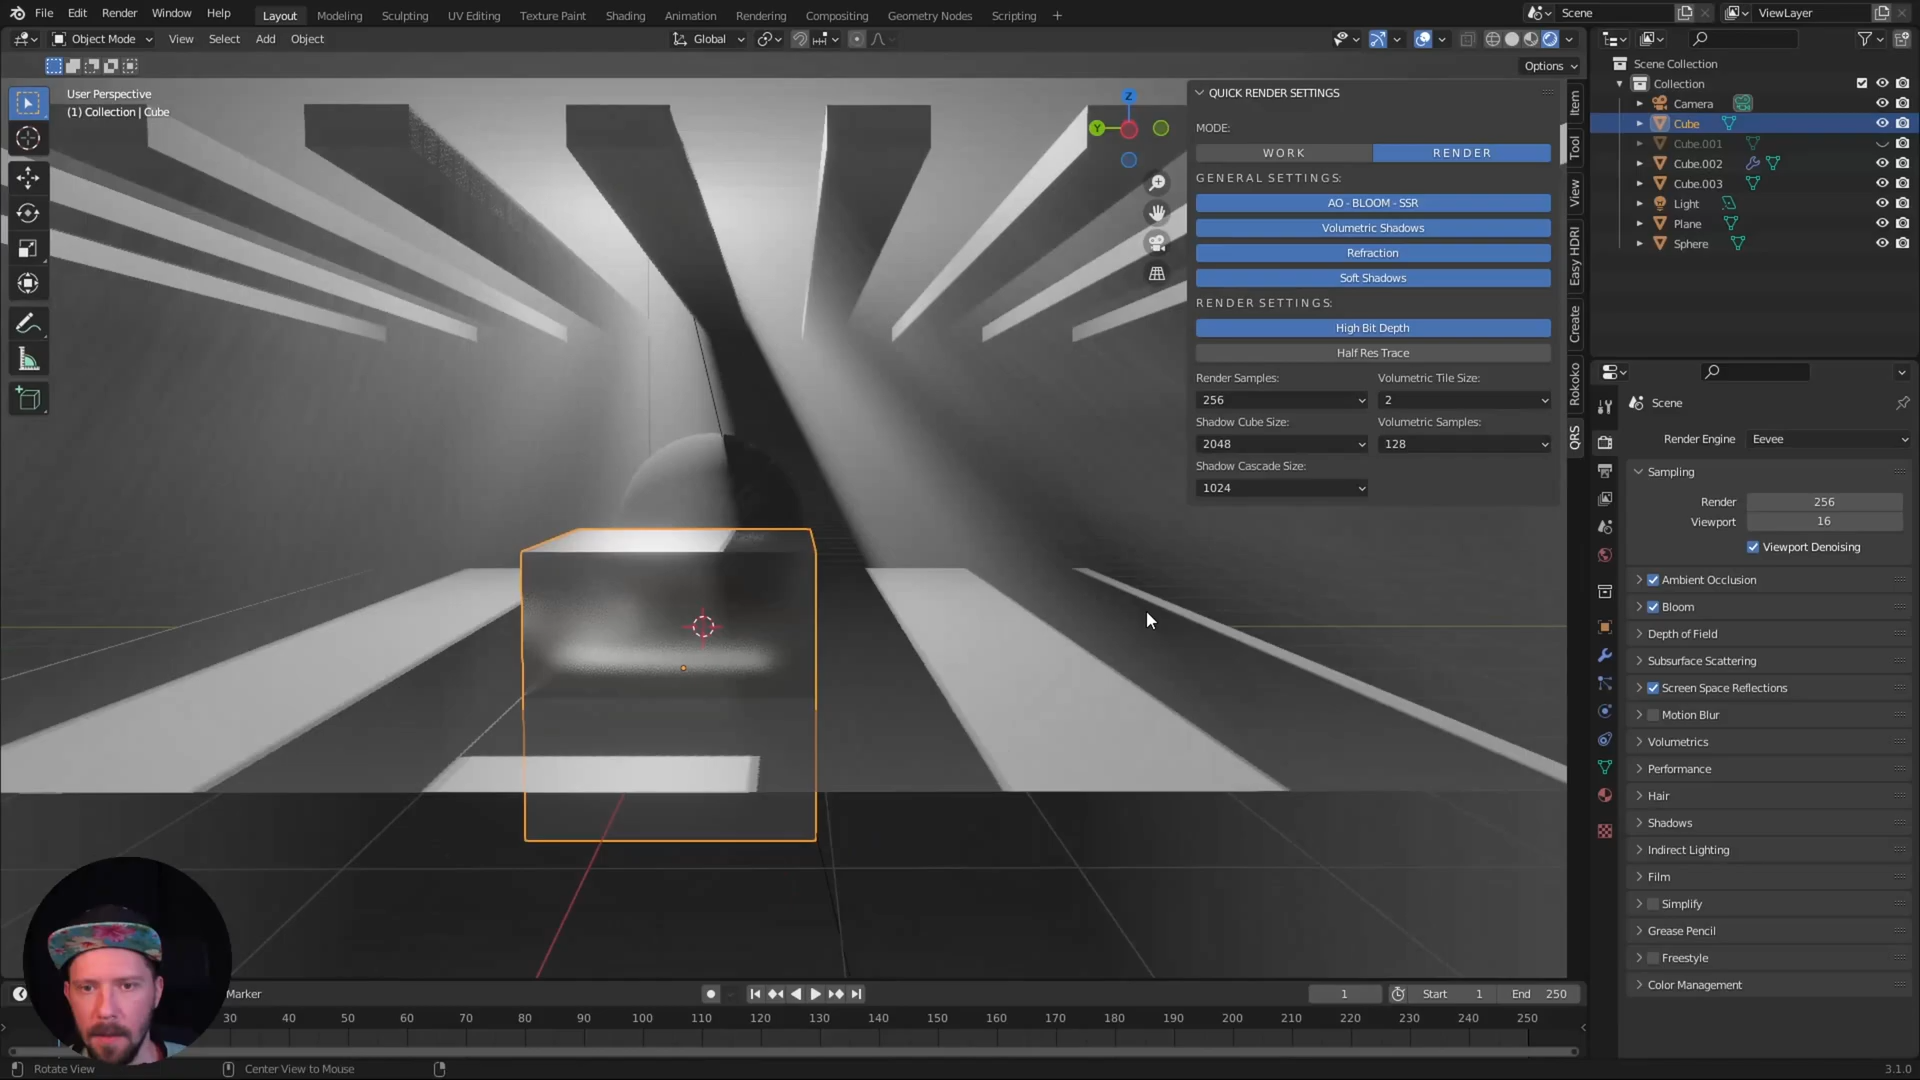 File Edit Render Window Help Layout Modeling Sculpting UV Editing Texture Paint Shading Animation Rendering Compositing Geometry Nodes Scripting + Scene ViewLayer
Object Mode View Select Add Object Global
Options
User Perspective
(1) Collection | Cube
Z
Y
QUICK RENDER SETTINGS
MODE:
WORK RENDER
GENERAL SETTINGS:
AO - BLOOM - SSR
Volumetric Shadows
Refraction
Soft Shadows
RENDER SETTINGS:
High Bit Depth
Half Res Trace
Render Samples: Volumetric Tile Size:
256 2
Shadow Cube Size: Volumetric Samples:
2048 128
Shadow Cascade Size:
1024
Item
Tool
View
Easy HDRI
Create
Rokoko
QRS
Scene Collection
Collection
Camera
Cube
Cube.001
Cube.002
Cube.003
Light
Plane
Sphere
Scene
Render Engine Eevee
Sampling
Render 256
Viewport 16
Viewport Denoising
Ambient Occlusion
Bloom
Depth of Field
Subsurface Scattering
Screen Space Reflections
Motion Blur
Volumetrics
Performance
Hair
Shadows
Indirect Lighting
Film
Simplify
Grease Pencil
Freestyle
Color Management
Marker 1 Start 1 End 250
30 40 50 60 70 80 90 100 110 120 130 140 150 160 170 180 190 200 210 220 230 240 250
Rotate View Center View to Mouse 3.1.0